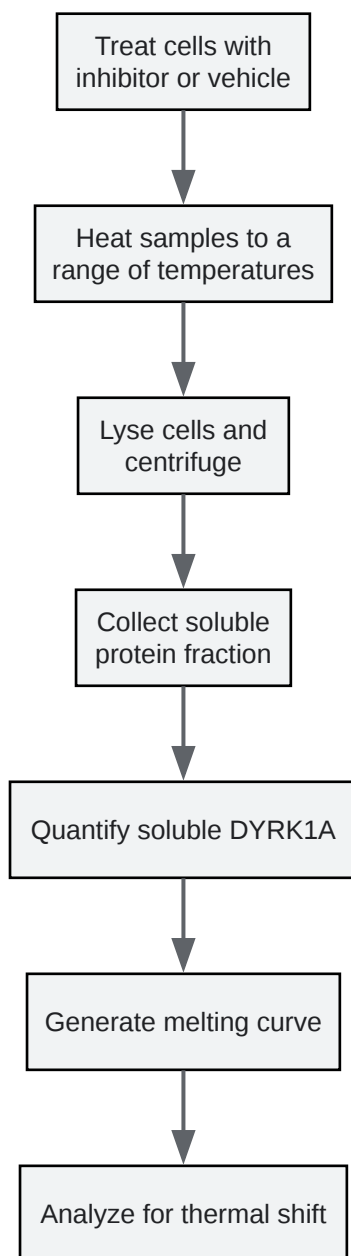 Treat cells with
inhibitor or vehicle
Heat samples to a
range of temperatures
Lyse cells and
centrifuge
Collect soluble
protein fraction
Quantify soluble DYRK1A
Generate melting curve
Analyze for thermal shift